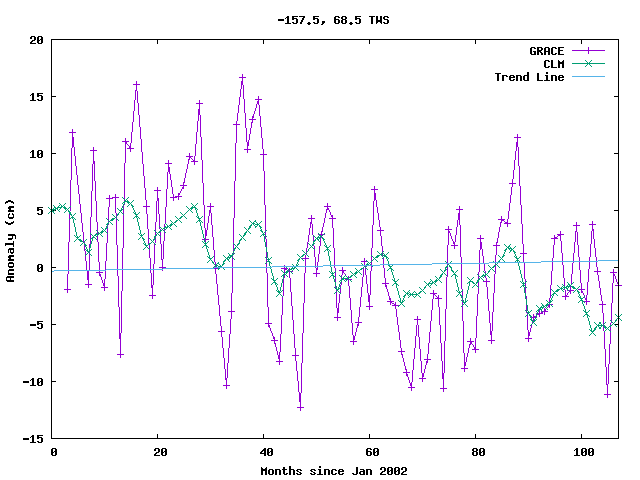 -157.5, 68.5 TWS
GRACE
CLM
Trend Line
20
15
10
5
0
-5
-10
-15
Anomaly (cm)
0 20 40 60 80 100
Months since Jan 2002